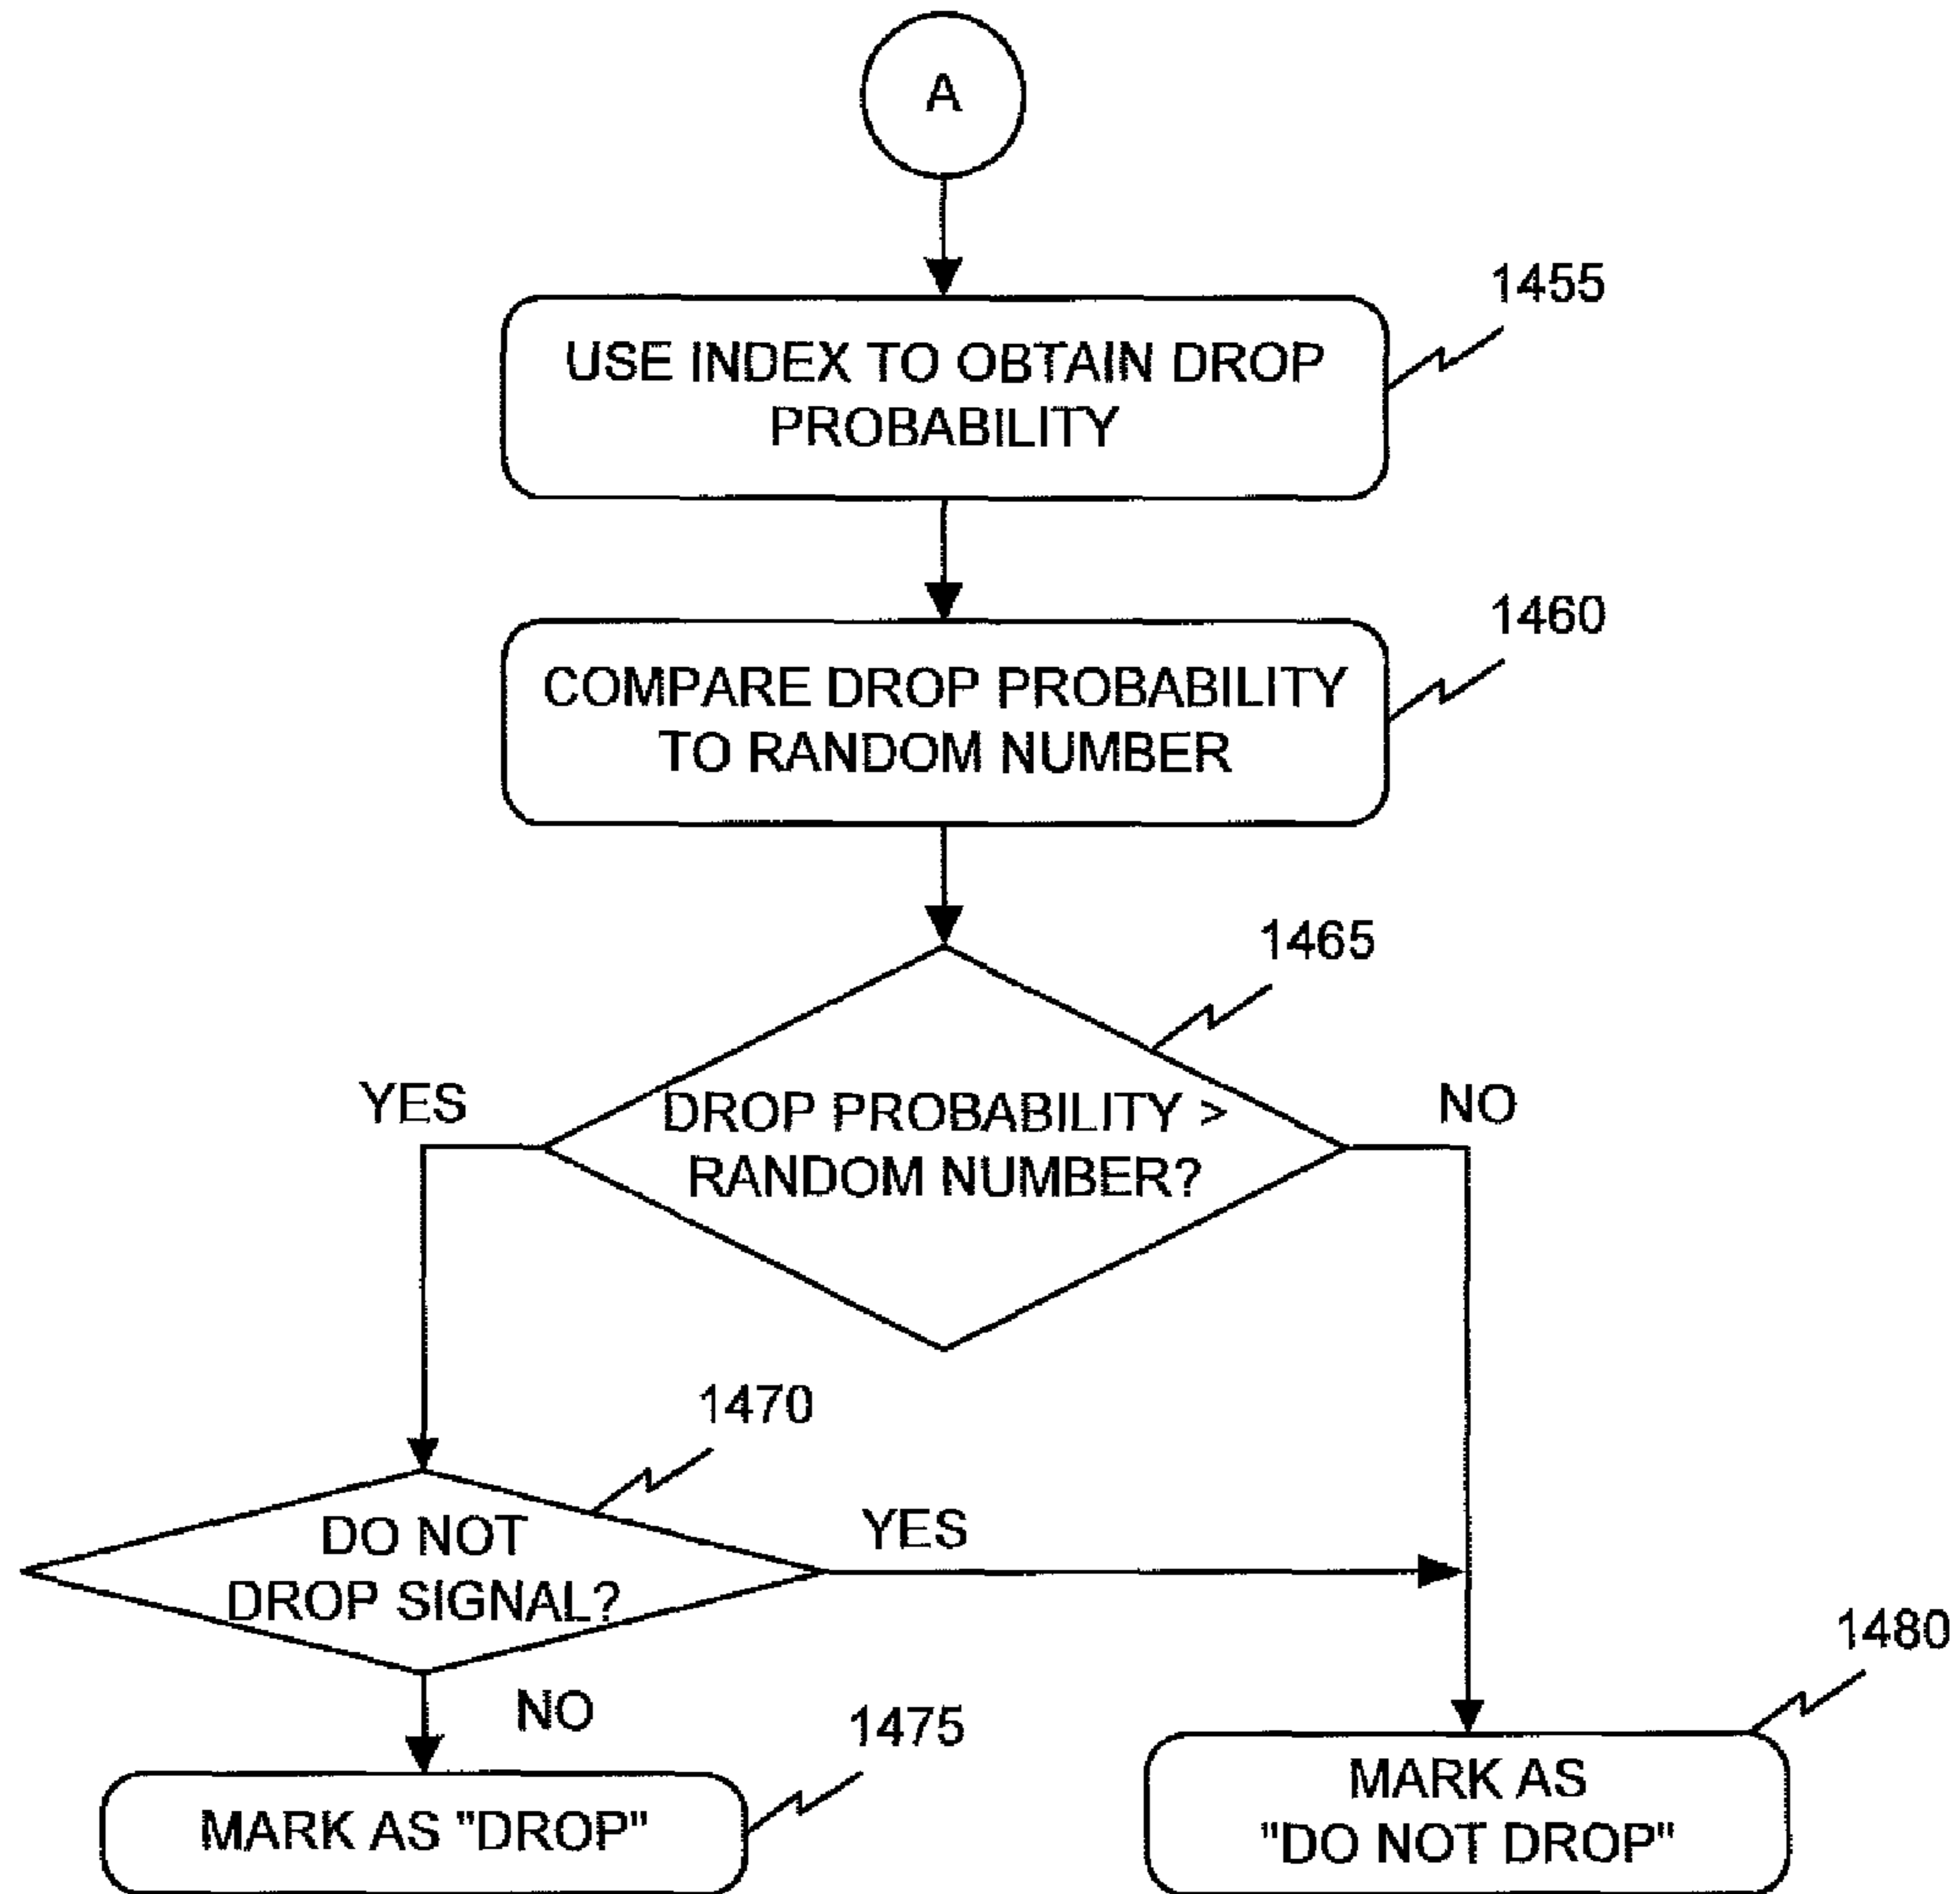 A
1455
USE INDEX TO OBTAIN DROP
PROBABILITY
1460
COMPARE DROP PROBABILITY
TO RANDOM NUMBER
1465
YES
DROP PROBABILITY >
RANDOM NUMBER?
NO
1470
DO NOT
DROP SIGNAL?
YES
1480
NO
1475
MARK AS "DROP"
MARK AS
"DO NOT DROP"